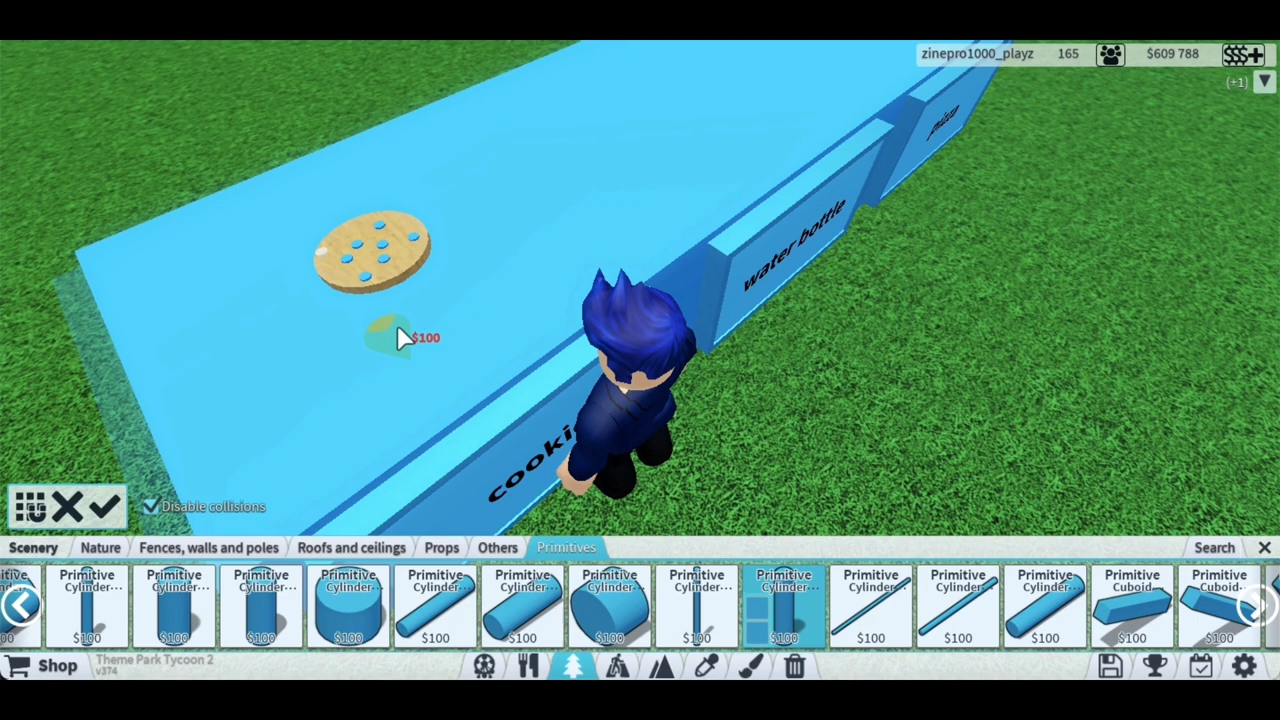 zinepro1000_playz 165 $609 788 $$$+
(+1)
pizza
water bottle
$100
cooki
Disable collisions
Scenery Nature Fences, walls and poles Roofs and ceilings Props Others Primitives Search
Primitive Primitive Primitive Primitive Primitive Primitive Primitive Primitive Primitive Primitive Primitive Primitive Primitive Primitive
Cylinder··· Cylinder··· Cylinder··· Cylinder··· Cylinder··· Cylinder··· Cylinder··· Cylinder··· Cylinder··· Cylinder··· Cylinder··· Cylinder··· Cuboid··· Cuboid···
$100 $100 $100 $100 $100 $100 $100 $100 $100 $100 $100 $100 $100 $100
Shop Theme Park Tycoon 2
v374